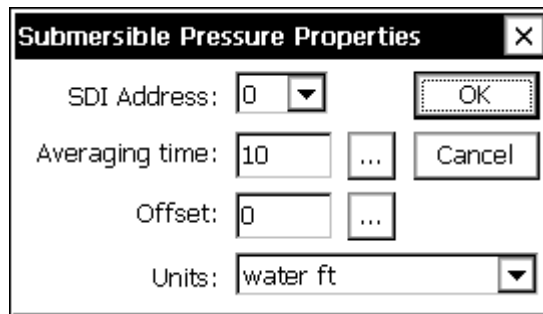 Submersible Pressure Properties
SDI Address: 0 OK
Averaging time: 10 ... Cancel
Offset: 0 ...
Units: water ft